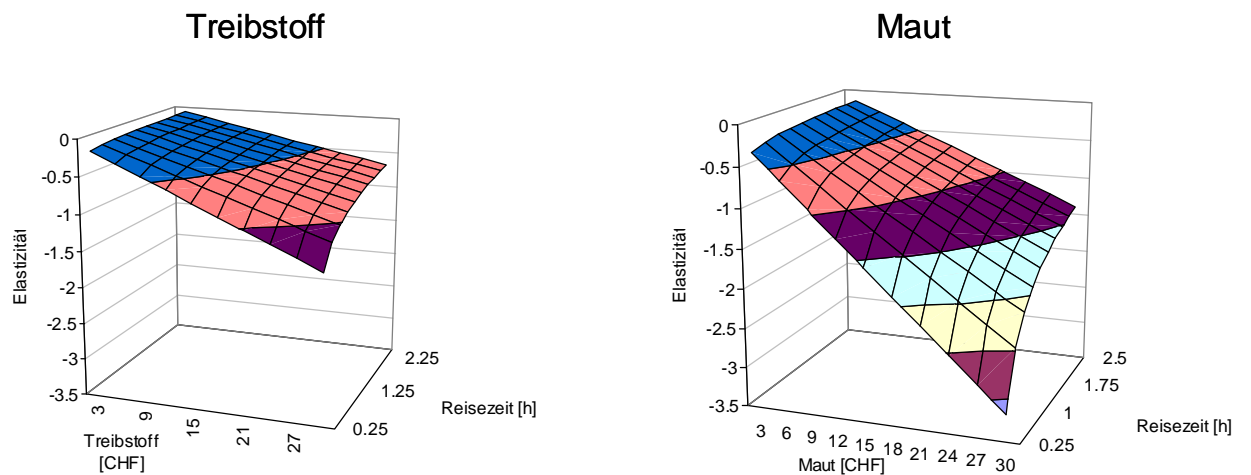 Treibstoff
0
-0.5
-1
-1.5
-2
-2.5
-3
-3.5
Elastizität
3
9
15
21
27
Treibstoff
[CHF]
0.25
1.25
2.25
Reisezeit [h]
Maut
0
-0.5
-1
-1.5
-2
-2.5
-3
-3.5
Elastizität
3 6 9 12 15 18 21 24 27 30
Maut [CHF]
0.25
1
1.75
2.5
Reisezeit [h]